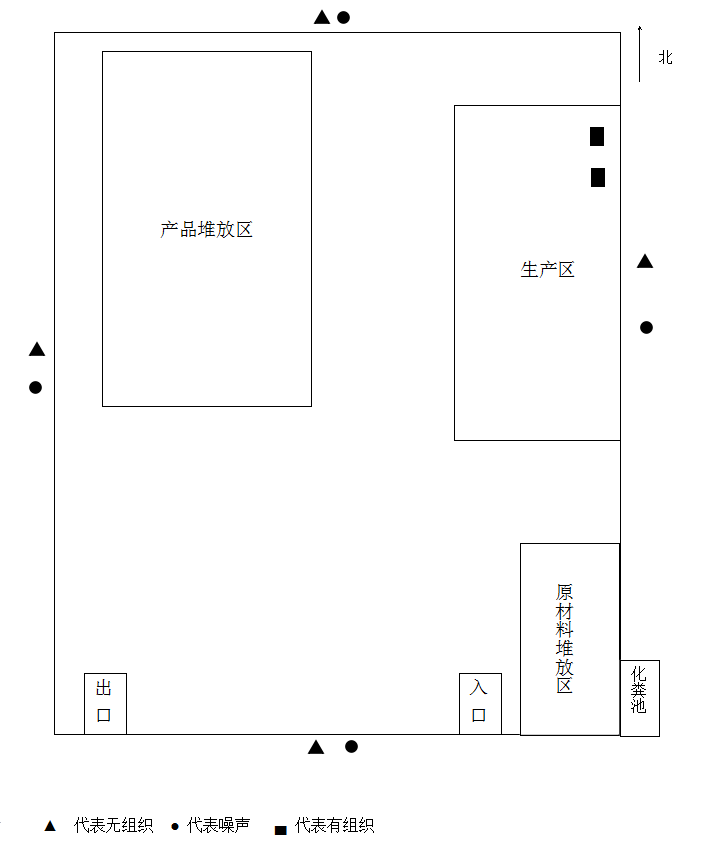 北
产品堆放区
生产区
原材料堆放区
化粪池
出口
入口
▲ 代表无组织 ● 代表噪声 ■ 代表有组织